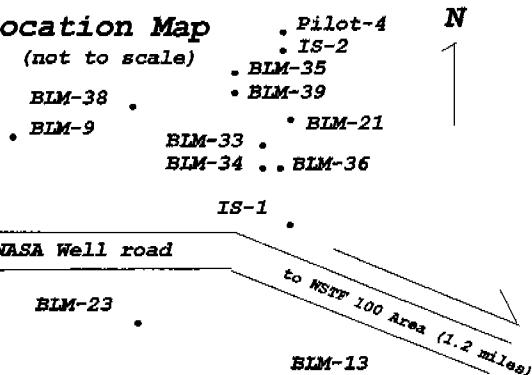 ocation Map
(not to scale)
N
Pilot-4
IS-2
BLM-35
BLM-38
BLM-39
BLM-9
BLM-21
BLM-33
BLM-34
BLM-36
IS-1
NASA Well road
to WSTF 100 Area (1.2 miles)
BLM-23
BLM-13